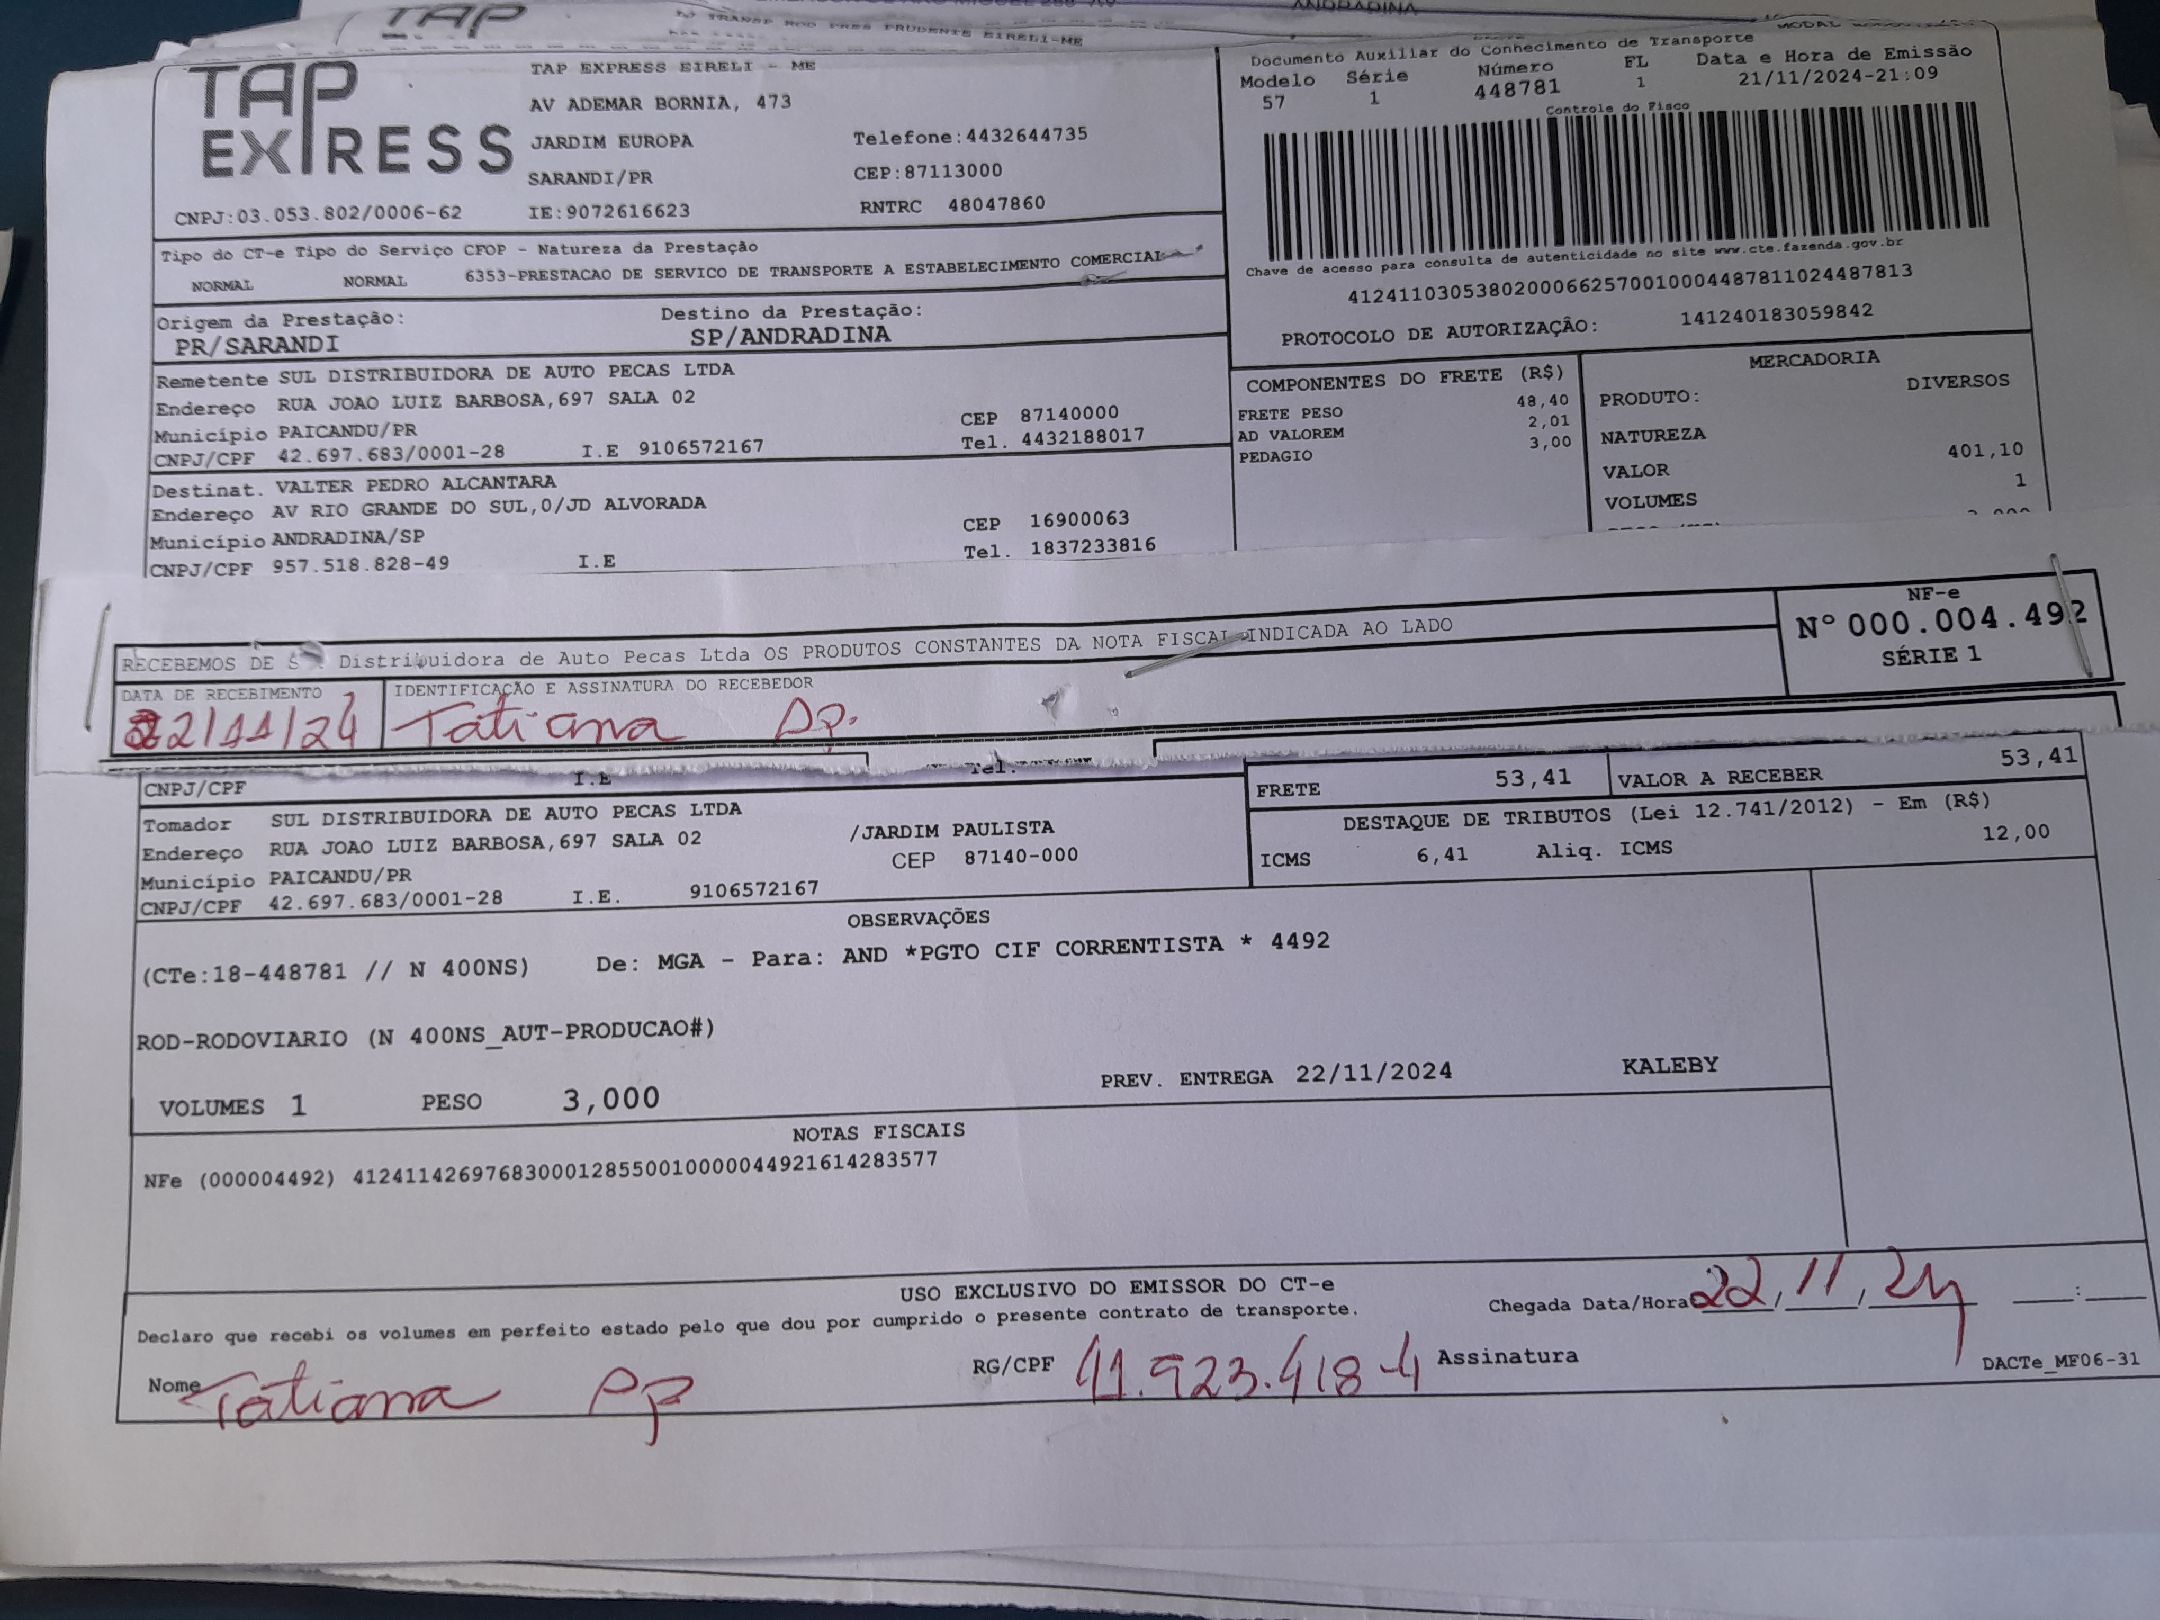 TAP
TRANSP ROD PRES PRUDENTE EIRELI-ME
ANDRADINA
TAP EXPRESS
TAP EXPRESS EIRELI - ME
AV ADEMAR BORNIA, 473
JARDIM EUROPA Telefone:4432644735
SARANDI/PR CEP:87113000
CNPJ:03.053.802/0006-62 IE:9072616623 RNTRC 48047860
Documento Auxiliar do Conhecimento de Transporte
Modelo Série Número FL Data e Hora de Emissão
57 1 448781 1 21/11/2024-21:09
Controle do Fisco
Chave de acesso para consulta de autenticidade no site www.cte.fazenda.gov.br
41241103053802000662570010004487811024487813
PROTOCOLO DE AUTORIZAÇÃO: 141240183059842
Tipo do CT-e Tipo do Serviço CFOP - Natureza da Prestação
NORMAL NORMAL 6353-PRESTACAO DE SERVICO DE TRANSPORTE A ESTABELECIMENTO COMERCIAL
Origem da Prestação: Destino da Prestação:
PR/SARANDI SP/ANDRADINA
Remetente SUL DISTRIBUIDORA DE AUTO PECAS LTDA
Endereço RUA JOAO LUIZ BARBOSA,697 SALA 02
Município PAICANDU/PR CEP 87140000
CNPJ/CPF 42.697.683/0001-28 I.E 9106572167 Tel. 4432188017
Destinat. VALTER PEDRO ALCANTARA
Endereço AV RIO GRANDE DO SUL,0/JD ALVORADA
Município ANDRADINA/SP CEP 16900063
CNPJ/CPF 957.518.828-49 I.E Tel. 1837233816
COMPONENTES DO FRETE (R$)
FRETE PESO 48,40
AD VALOREM 2,01
PEDAGIO 3,00
MERCADORIA
PRODUTO: DIVERSOS
NATUREZA
VALOR 401,10
VOLUMES 1
RECEBEMOS DE S Distribuidora de Auto Pecas Ltda OS PRODUTOS CONSTANTES DA NOTA FISCAL INDICADA AO LADO
NF-e
N° 000.004.492
SÉRIE 1
DATA DE RECEBIMENTO IDENTIFICAÇÃO E ASSINATURA DO RECEBEDOR
22/11/24 Tatiana Ap.
CNPJ/CPF I.E Tel.
FRETE 53,41 VALOR A RECEBER 53,41
Tomador SUL DISTRIBUIDORA DE AUTO PECAS LTDA
Endereço RUA JOAO LUIZ BARBOSA,697 SALA 02 /JARDIM PAULISTA
Município PAICANDU/PR CEP 87140-000
CNPJ/CPF 42.697.683/0001-28 I.E. 9106572167
DESTAQUE DE TRIBUTOS (Lei 12.741/2012) - Em (R$)
ICMS 6,41 Aliq. ICMS 12,00
OBSERVAÇÕES
(CTe:18-448781 // N 400NS) De: MGA - Para: AND *PGTO CIF CORRENTISTA * 4492
ROD-RODOVIARIO (N 400NS_AUT-PRODUCAO#)
VOLUMES 1 PESO 3,000 PREV. ENTREGA 22/11/2024 KALEBY
NOTAS FISCAIS
NFe (000004492) 41241142697683000128550010000044921614283577
USO EXCLUSIVO DO EMISSOR DO CT-e
Declaro que recebi os volumes em perfeito estado pelo que dou por cumprido o presente contrato de transporte. Chegada Data/Hora 22,11,24 :
Nome Tatiana Ap RG/CPF 41.923.418-4 Assinatura DACTe_MF06-31